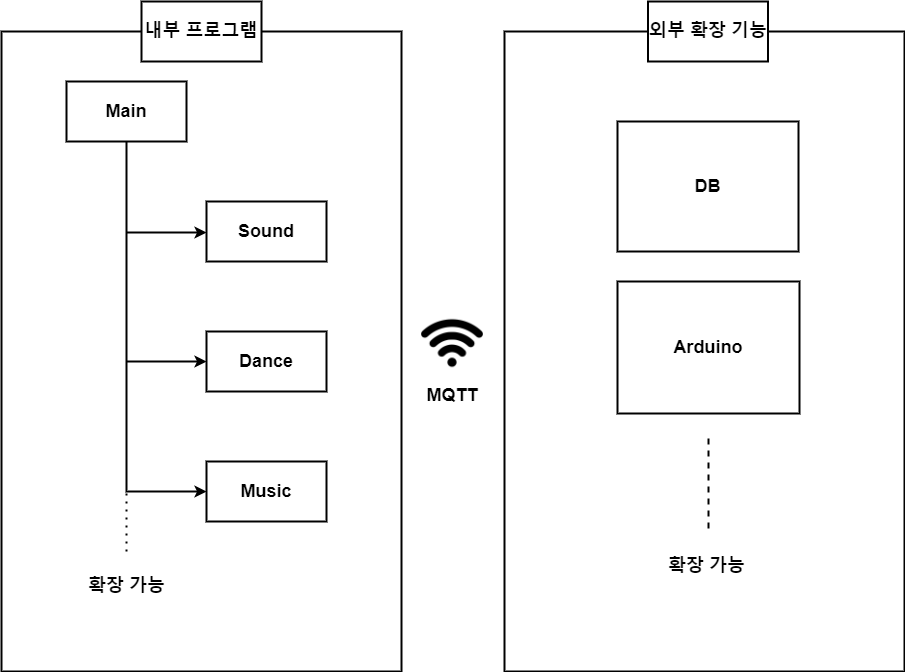 내부 프로그램
Main
Sound
Dance
Music
확장 가능
MQTT
외부 확장 기능
DB
Arduino
확장 가능